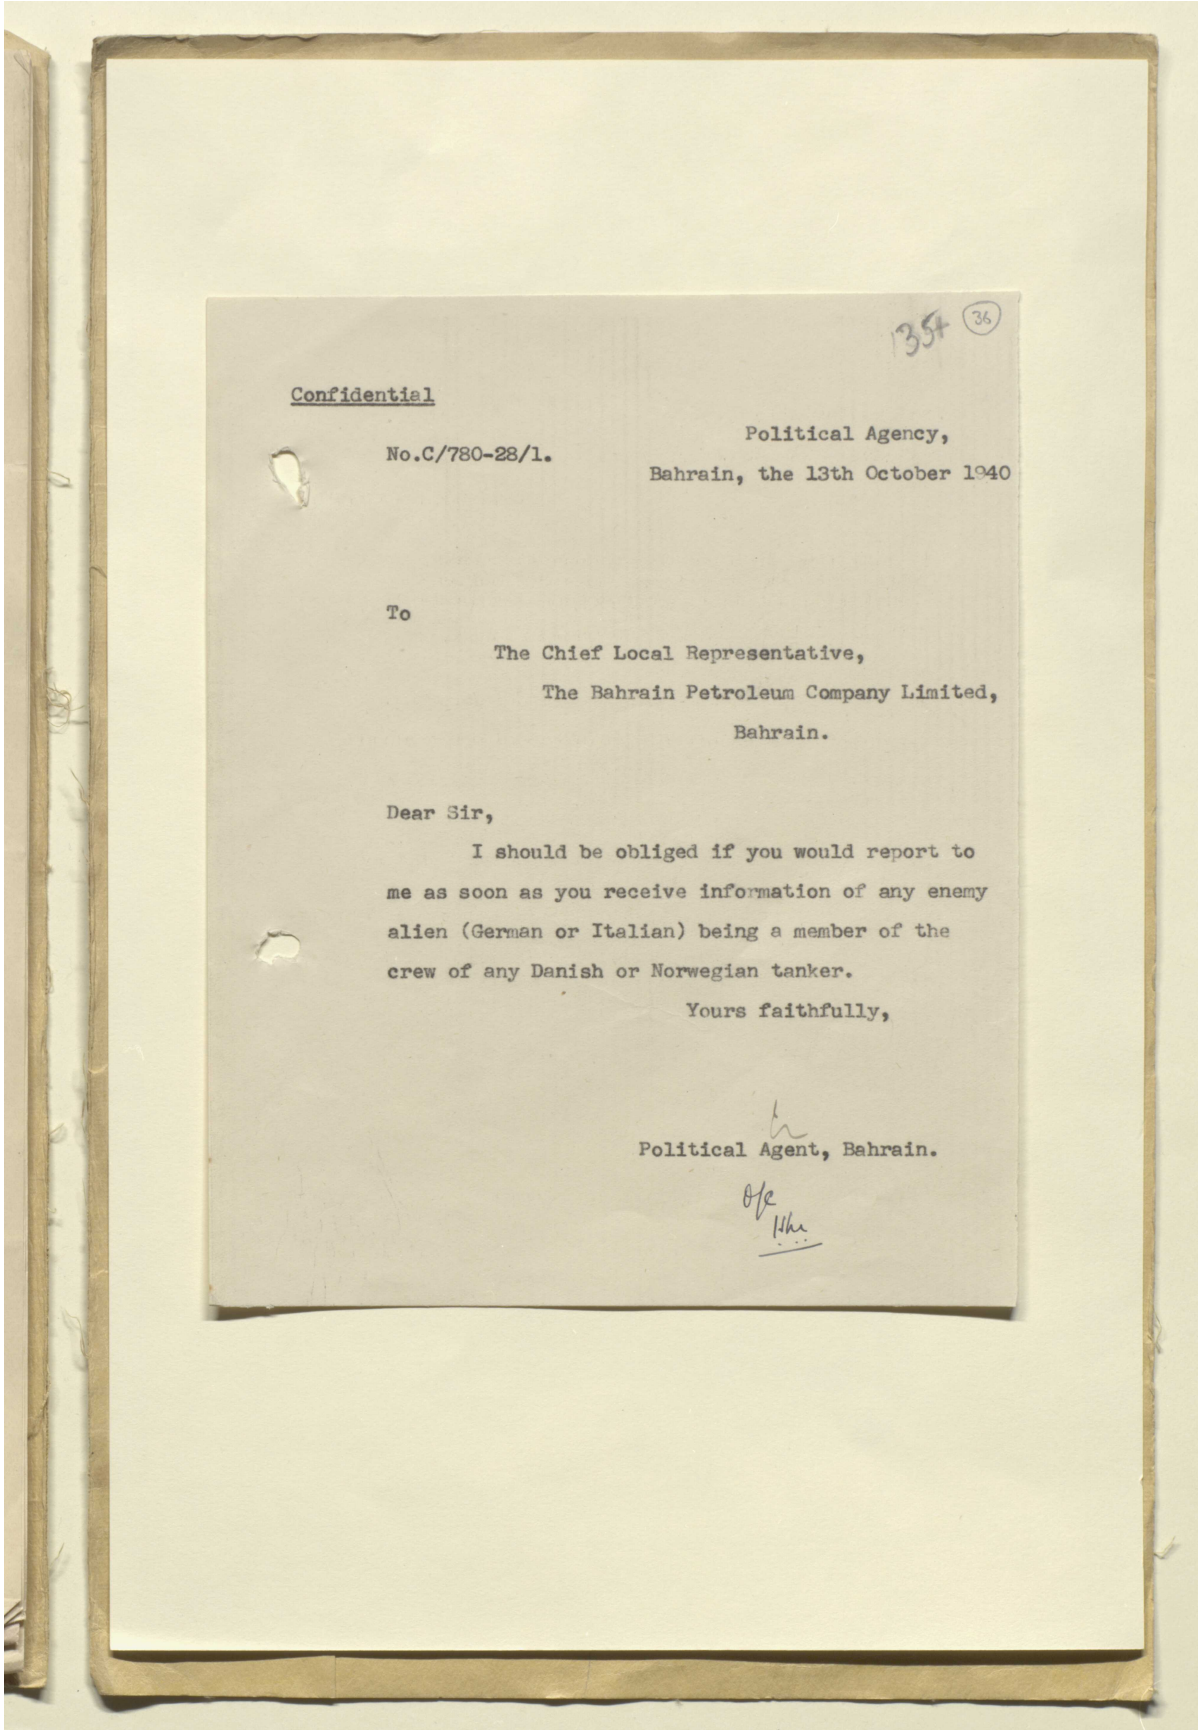 36
Confidential
Political Agency,
No.C/780-28/1.
Bahrain, the 13th October 1940
To
The Chief Local Representative,
The Bahrain Petroleum Company Limited,
Bahrain.
Dear Sir,
I should be obliged if you would report to
me as soon as you receive information of any enemy
alien (German or Italian) being a member of the
crew of any Danish or Norwegian tanker.
Yours faithfully,
Political Agent, Bahrain.